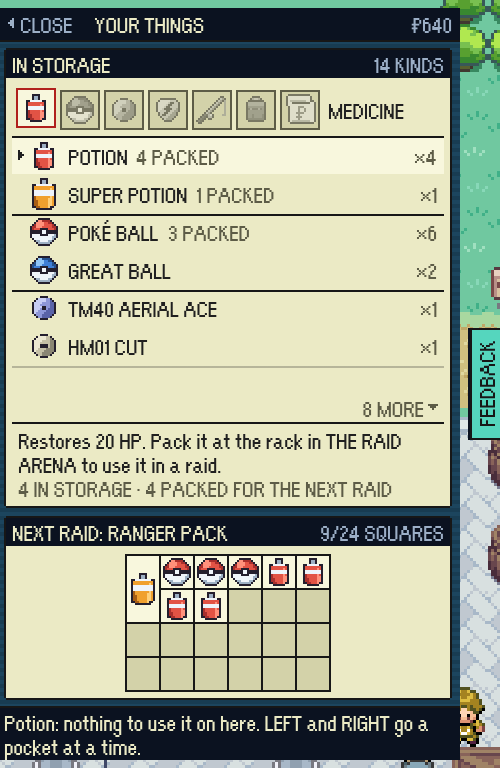 CLOSE YOUR THINGS ₽640
IN STORAGE 14 KINDS
MEDICINE
POTION 4 PACKED ×4
SUPER POTION 1 PACKED ×1
POKÉ BALL 3 PACKED ×6
GREAT BALL ×2
TM40 AERIAL ACE ×1
HM01 CUT ×1
8 MORE
Restores 20 HP. Pack it at the rack in THE RAID
ARENA to use it in a raid.
4 IN STORAGE · 4 PACKED FOR THE NEXT RAID
NEXT RAID: RANGER PACK 9/24 SQUARES
Potion: nothing to use it on here. LEFT and RIGHT go a
pocket at a time.
FEEDBACK